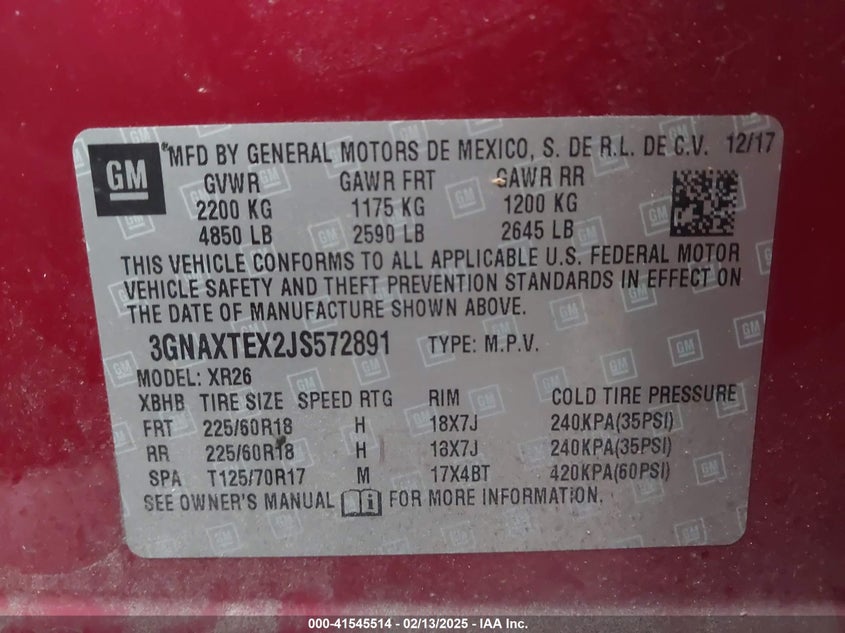 GM
®MFD BY GENERAL MOTORS DE MEXICO, S. DE R.L. DE C.V. 12/17
GVWR GAWR FRT GAWR RR
2200 KG 1175 KG 1200 KG
4850 LB 2590 LB 2645 LB
THIS VEHICLE CONFORMS TO ALL APPLICABLE U.S. FEDERAL MOTOR
VEHICLE SAFETY AND THEFT PREVENTION STANDARDS IN EFFECT ON
THE DATE OF MANUFACTURE SHOWN ABOVE.
3GNAXTEX2JS572891 TYPE: M.P.V.
MODEL: XR26
XBHB TIRE SIZE SPEED RTG RIM COLD TIRE PRESSURE
FRT 225/60R18 H 18X7J 240KPA(35PSI)
RR 225/60R18 H 18X7J 240KPA(35PSI)
SPA T125/70R17 M 17X4BT 420KPA(60PSI)
SEE OWNER'S MANUAL FOR MORE INFORMATION.
000-41545514 - 02/13/2025 - IAA Inc.